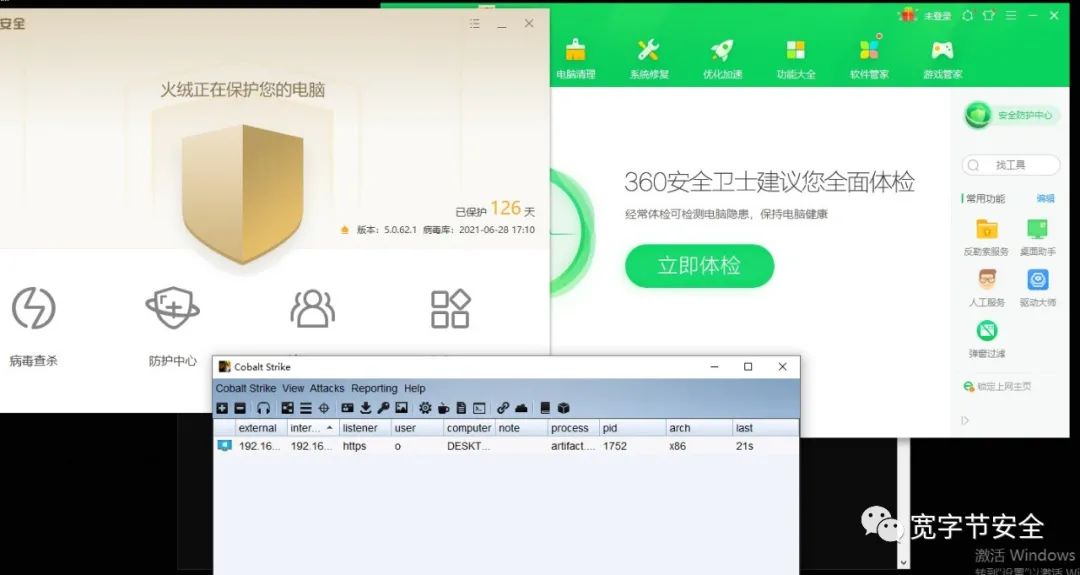 安全
火绒正在保护您的电脑
已保护 126 天
版本：5.0.62.1 病毒库：2021-06-28 17:10
病毒查杀
防护中心
未登录
电脑清理
系统修复
优化加速
功能大全
软件管家
游戏管家
360安全卫士建议您全面体检
经常体检可检测电脑隐患，保持电脑健康
立即体检
安全防护中心
找工具
常用功能 编辑
反勒索服务 桌面助手
人工服务 驱动大师
弹窗过滤
锁定上网主页
Cobalt Strike
Cobalt Strike View Attacks Reporting Help
external inter... listener user computer note process pid arch last
192.16... 192.16... https o DESKT... artifact.... 1752 x86 21s
宽字节安全
激活 Windows
转到"设置"以激活 Wi